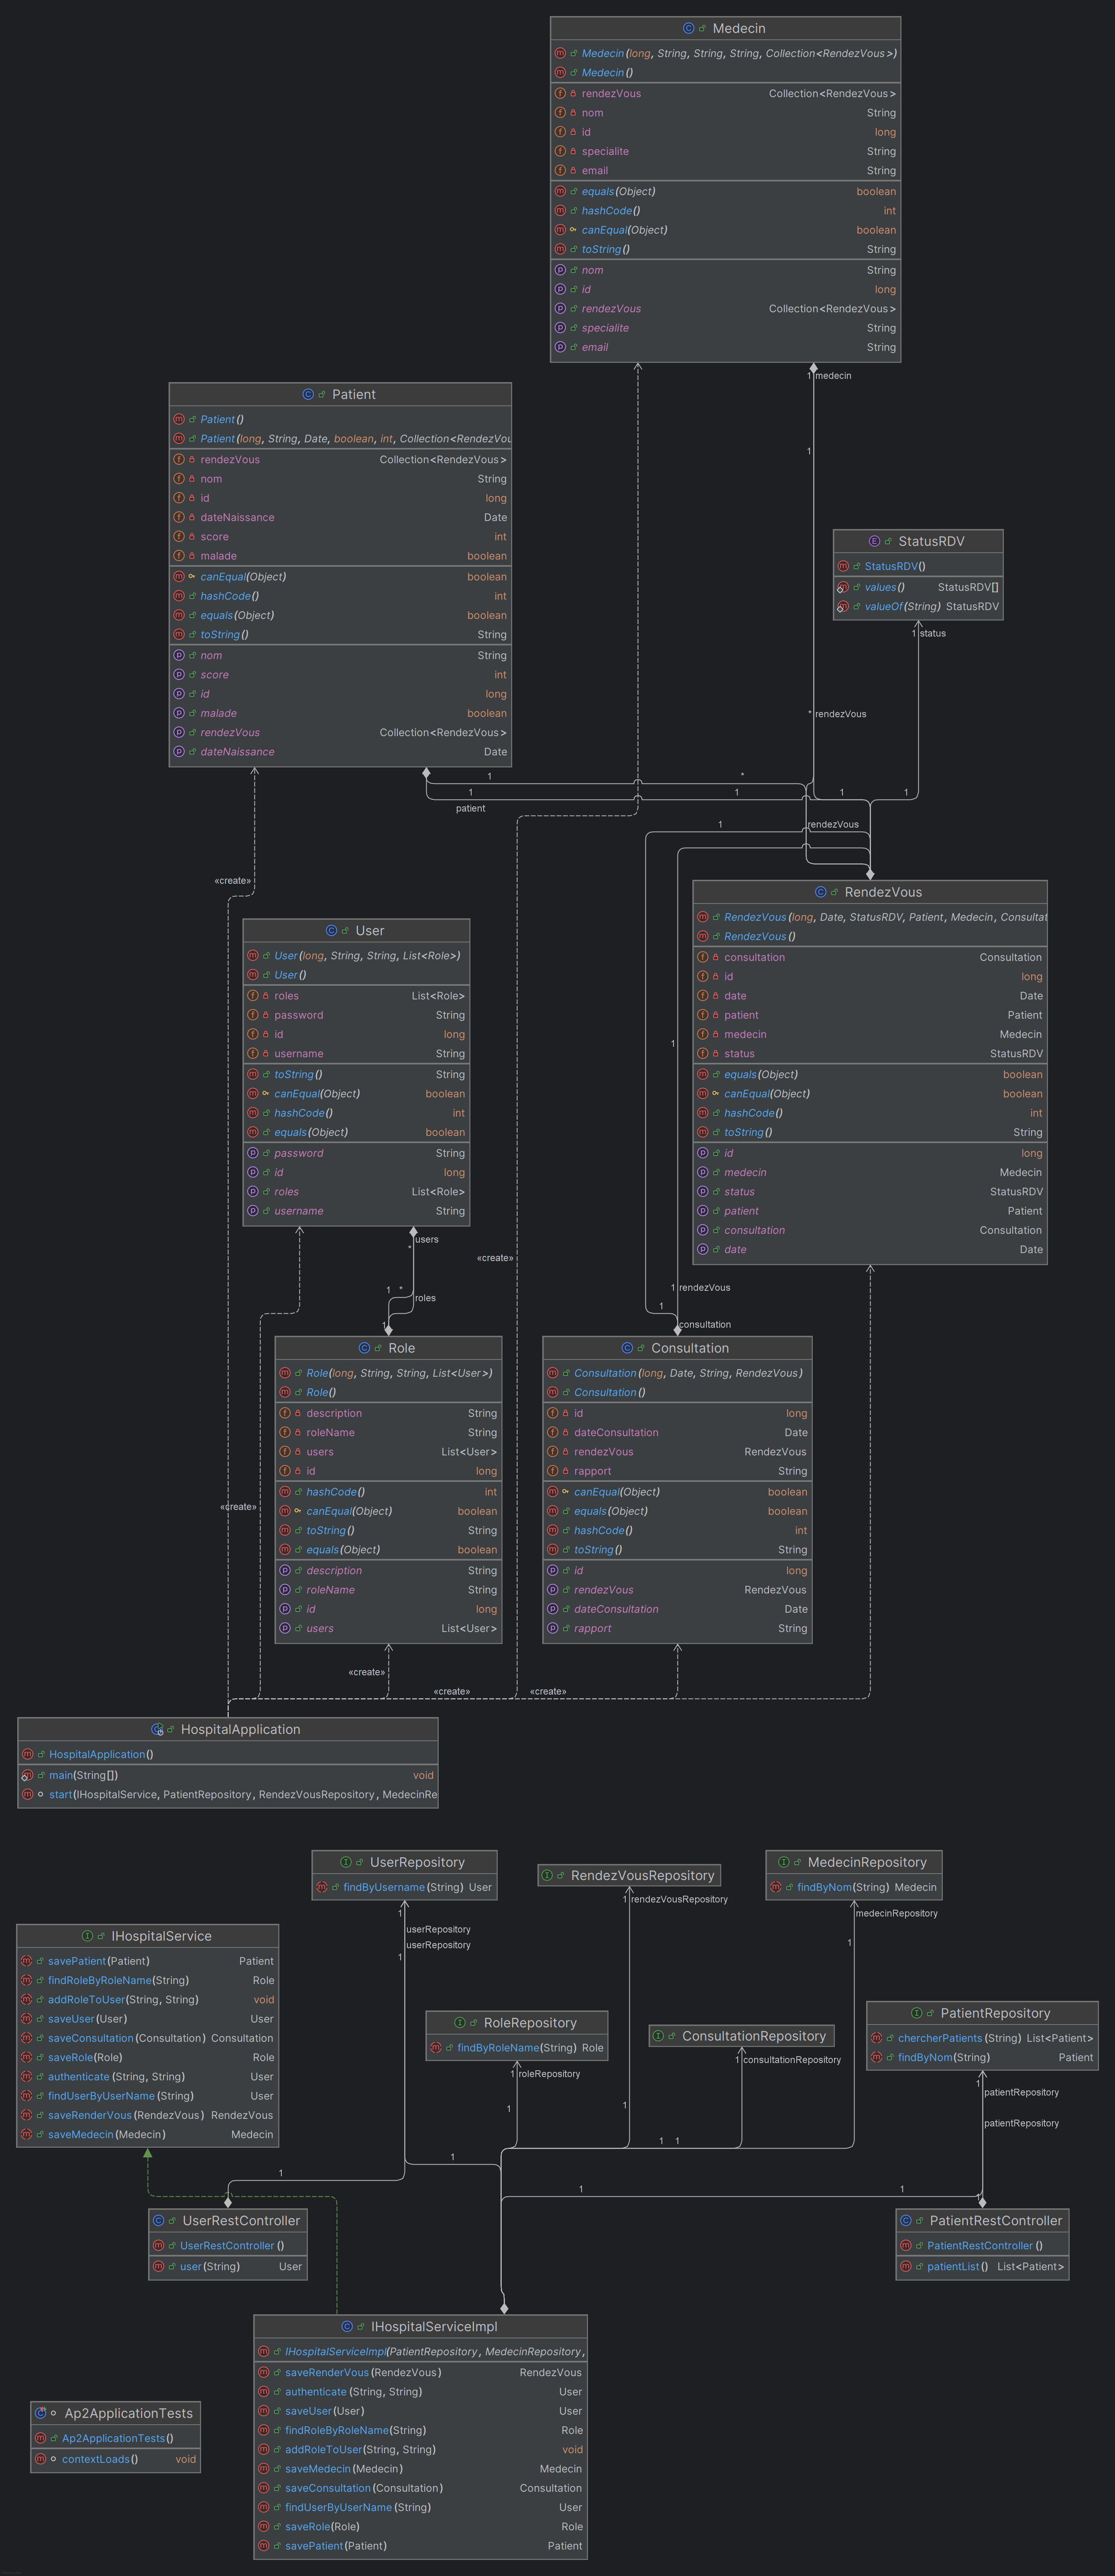 Medecin
Medecin(long, String, String, String, Collection<RendezVous>)
Medecin()
rendezVous Collection<RendezVous>
nom String
id long
specialite String
email String
equals(Object) boolean
hashCode() int
canEqual(Object) boolean
toString() String
nom String
id long
rendezVous Collection<RendezVous>
specialite String
email String
1 medecin
1
* rendezVous
Patient
Patient()
Patient(long, String, Date, boolean, int, Collection<RendezVou
rendezVous Collection<RendezVous>
nom String
id long
dateNaissance Date
score int
malade boolean
canEqual(Object) boolean
hashCode() int
equals(Object) boolean
toString() String
nom String
score int
id long
malade boolean
rendezVous Collection<RendezVous>
dateNaissance Date
StatusRDV
StatusRDV()
values() StatusRDV[]
valueOf(String) StatusRDV
1 status
1 *
1 1 1 1
patient
1 rendezVous
«create»
RendezVous
RendezVous(long, Date, StatusRDV, Patient, Medecin, Consultat
RendezVous()
consultation Consultation
id long
date Date
patient Patient
medecin Medecin
status StatusRDV
equals(Object) boolean
canEqual(Object) boolean
hashCode() int
toString() String
id long
medecin Medecin
status StatusRDV
patient Patient
consultation Consultation
date Date
User
User(long, String, String, List<Role>)
User()
roles List<Role>
password String
id long
username String
toString() String
canEqual(Object) boolean
hashCode() int
equals(Object) boolean
password String
id long
roles List<Role>
username String
1
users
*
«create»
1 *
roles
1
1 rendezVous
1
consultation
Role
Role(long, String, String, List<User>)
Role()
description String
roleName String
users List<User>
id long
hashCode() int
canEqual(Object) boolean
toString() String
equals(Object) boolean
description String
roleName String
id long
users List<User>
Consultation
Consultation(long, Date, String, RendezVous)
Consultation()
id long
dateConsultation Date
rendezVous RendezVous
rapport String
canEqual(Object) boolean
equals(Object) boolean
hashCode() int
toString() String
id long
rendezVous RendezVous
dateConsultation Date
rapport String
«create»
«create»
«create» «create»
HospitalApplication
HospitalApplication()
main(String[]) void
start(IHospitalService, PatientRepository, RendezVousRepository, MedecinRe
UserRepository
findByUsername(String) User
RendezVousRepository
MedecinRepository
findByNom(String) Medecin
1 rendezVousRepository
1
userRepository
userRepository
1
medecinRepository
1
IHospitalService
savePatient(Patient) Patient
findRoleByRoleName(String) Role
addRoleToUser(String, String) void
saveUser(User) User
saveConsultation(Consultation) Consultation
saveRole(Role) Role
authenticate(String, String) User
findUserByUserName(String) User
saveRenderVous(RendezVous) RendezVous
saveMedecin(Medecin) Medecin
RoleRepository
findByRoleName(String) Role
ConsultationRepository
PatientRepository
chercherPatients(String) List<Patient>
findByNom(String) Patient
1 roleRepository
1 consultationRepository
1
patientRepository
patientRepository
1 1
1 1
1 1
1 1
UserRestController
UserRestController()
user(String) User
PatientRestController
PatientRestController()
patientList() List<Patient>
IHospitalServiceImpl
IHospitalServiceImpl(PatientRepository, MedecinRepository,
saveRenderVous(RendezVous) RendezVous
authenticate(String, String) User
saveUser(User) User
findRoleByRoleName(String) Role
addRoleToUser(String, String) void
saveMedecin(Medecin) Medecin
saveConsultation(Consultation) Consultation
findUserByUserName(String) User
saveRole(Role) Role
savePatient(Patient) Patient
Ap2ApplicationTests
Ap2ApplicationTests()
contextLoads() void